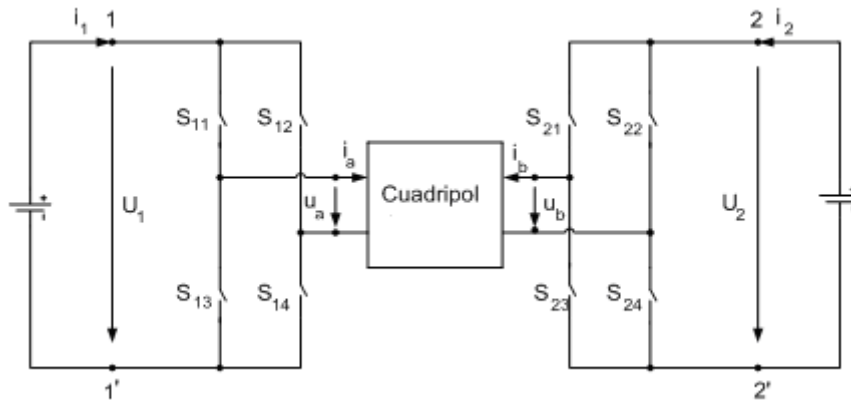 i1 1 2 i2
S11 S12 S21 S22
ia ib
Cuadripol
U1 ua ub U2
S13 S14 S23 S24
1' 2'
+ -